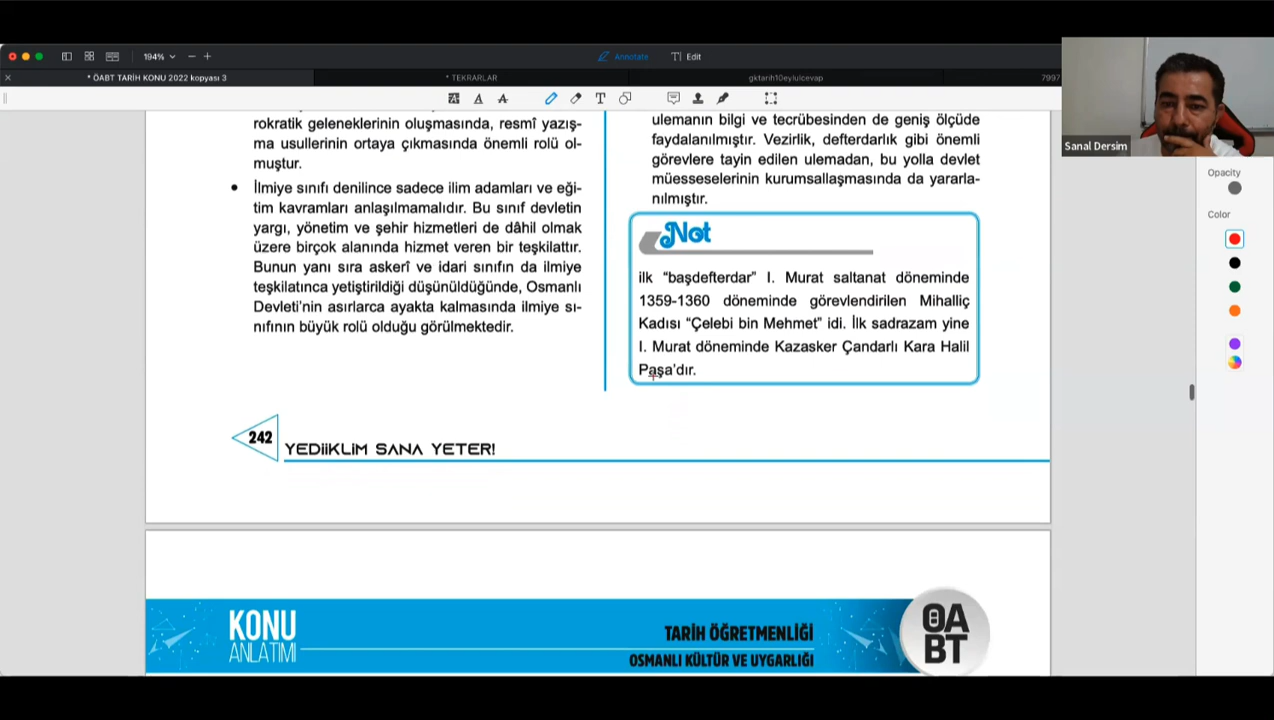 194%
Annotate
Edit
* ÖABT TARİH KONU 2022 kopyası 3
* TEKRARLAR
gktarih10eylulcevap
7997
Sanal Dersim
Opacity
Color
rokratik geleneklerinin oluşmasında, resmî yazış-
ma usullerinin ortaya çıkmasında önemli rolü ol-
muştur.
• İlmiye sınıfı denilince sadece ilim adamları ve eği-
tim kavramları anlaşılmamalıdır. Bu sınıf devletin
yargı, yönetim ve şehir hizmetleri de dâhil olmak
üzere birçok alanında hizmet veren bir teşkilattır.
Bunun yanı sıra askerî ve idari sınıfın da ilmiye
teşkilatınca yetiştirildiği düşünüldüğünde, Osmanlı
Devleti'nin asırlarca ayakta kalmasında ilmiye sı-
nıfının büyük rolü olduğu görülmektedir.
ulemanın bilgi ve tecrübesinden de geniş ölçüde
faydalanılmıştır. Vezirlik, defterdarlık gibi önemli
görevlere tayin edilen ulemadan, bu yolla devlet
müesseselerinin kurumsallaşmasında da yararla-
nılmıştır.
Not
ilk “başdefterdar” I. Murat saltanat döneminde
1359-1360 döneminde görevlendirilen Mihalliç
Kadısı “Çelebi bin Mehmet” idi. İlk sadrazam yine
I. Murat döneminde Kazasker Çandarlı Kara Halil
Paşa'dır.
242
YEDİİKLİM SANA YETER!
KONU
ANLATIMI
TARİH ÖĞRETMENLİĞİ
OSMANLI KÜLTÜR VE UYGARLIĞI
ÖA
BT